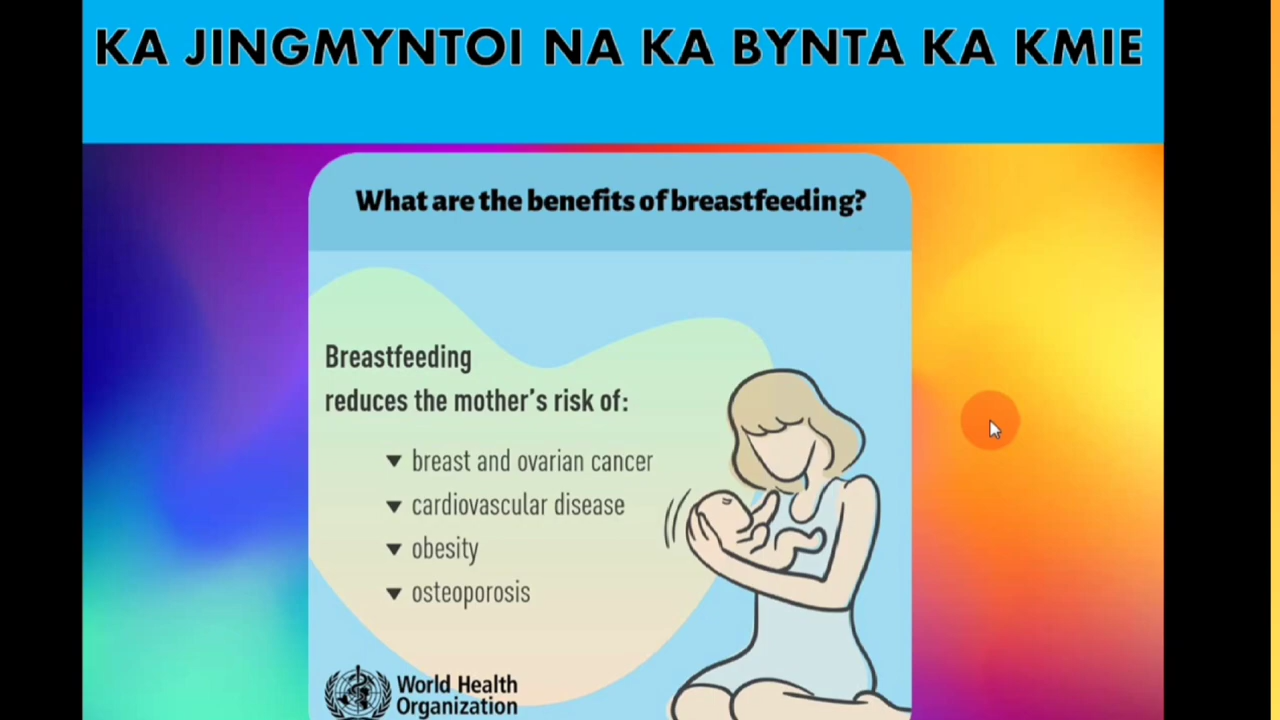 KA JINGMYNTOI NA KA BYNTA KA KMIE
What are the benefits of breastfeeding?
Breastfeeding
reduces the mother's risk of:
▼ breast and ovarian cancer
▼ cardiovascular disease
▼ obesity
▼ osteoporosis
World Health
Organization